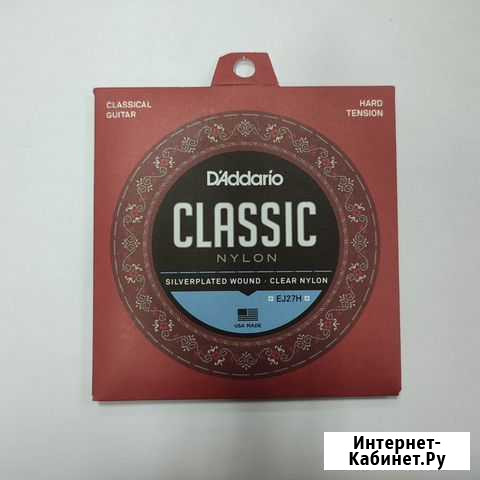 CLASSICAL
GUITAR
HARD
TENSION
D'Addario
CLASSIC
NYLON
SILVERPLATED WOUND · CLEAR NYLON
EJ27H
USA MADE
Интернет-
Кабинет.Ру